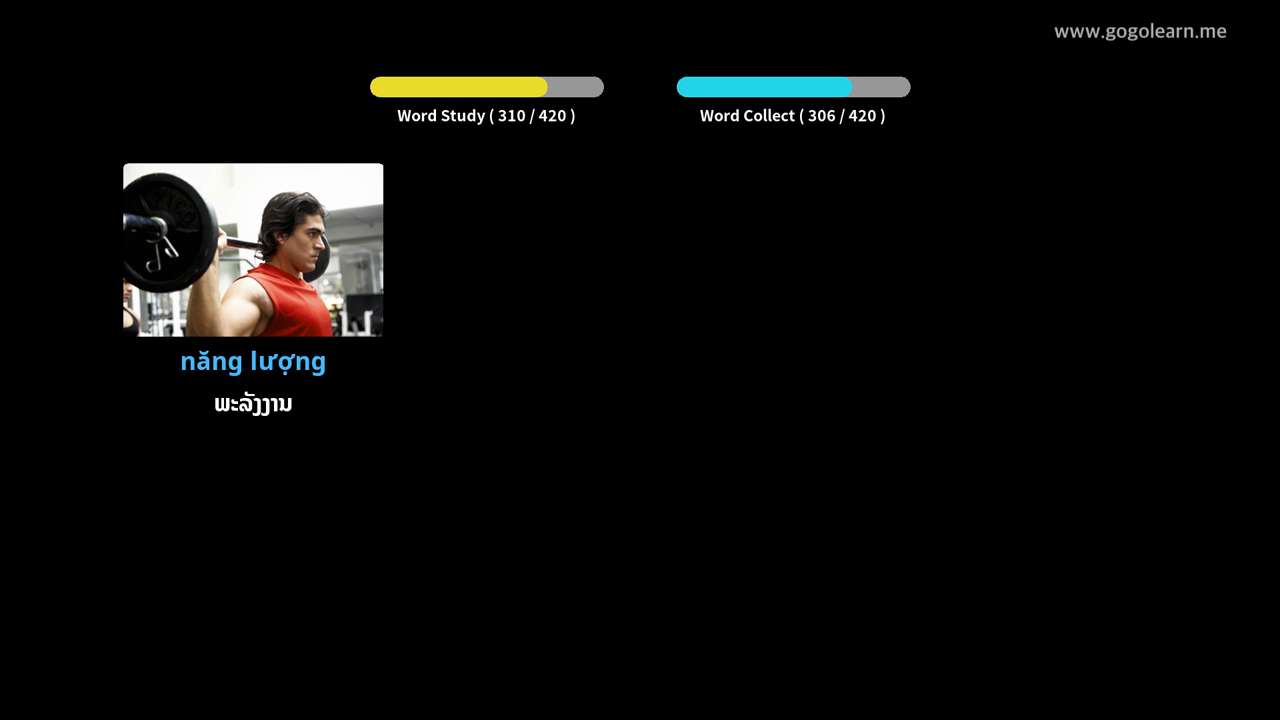 www.gogolearn.me
Word Study ( 310 / 420 )
Word Collect ( 306 / 420 )
năng lượng
ພະລັງງານ